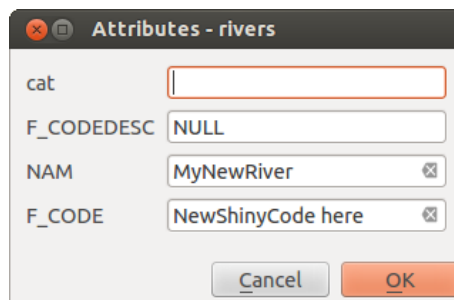 Attributes - rivers
cat
F_CODEDESC NULL
NAM MyNewRiver
F_CODE NewShinyCode here
Cancel OK